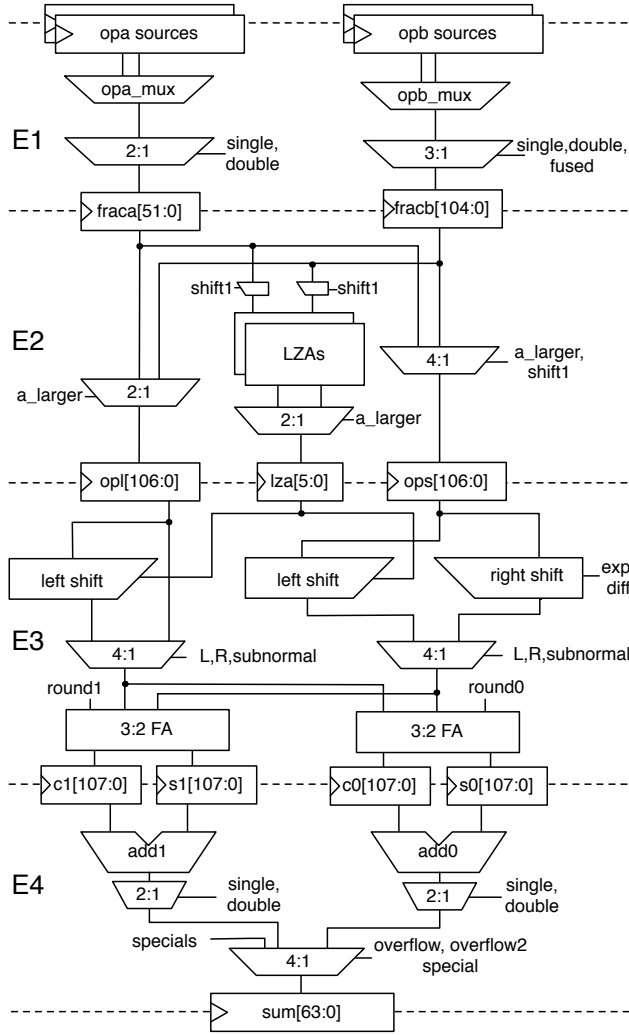 opa sources
opb sources
opa_mux
opb_mux
E1
2:1
single,
double
3:1
single,double,
fused
fraca[51:0]
fracb[104:0]
shift1
shift1
E2
LZAs
4:1
a_larger,
shift1
a_larger
2:1
2:1
a_larger
opl[106:0]
lza[5:0]
ops[106:0]
left shift
left shift
right shift
exp
diff
E3
4:1
L,R,subnormal
4:1
L,R,subnormal
round1
round0
3:2 FA
3:2 FA
c1[107:0]
s1[107:0]
c0[107:0]
s0[107:0]
add1
add0
E4
2:1
single,
double
2:1
single,
double
specials
4:1
overflow, overflow2
special
sum[63:0]